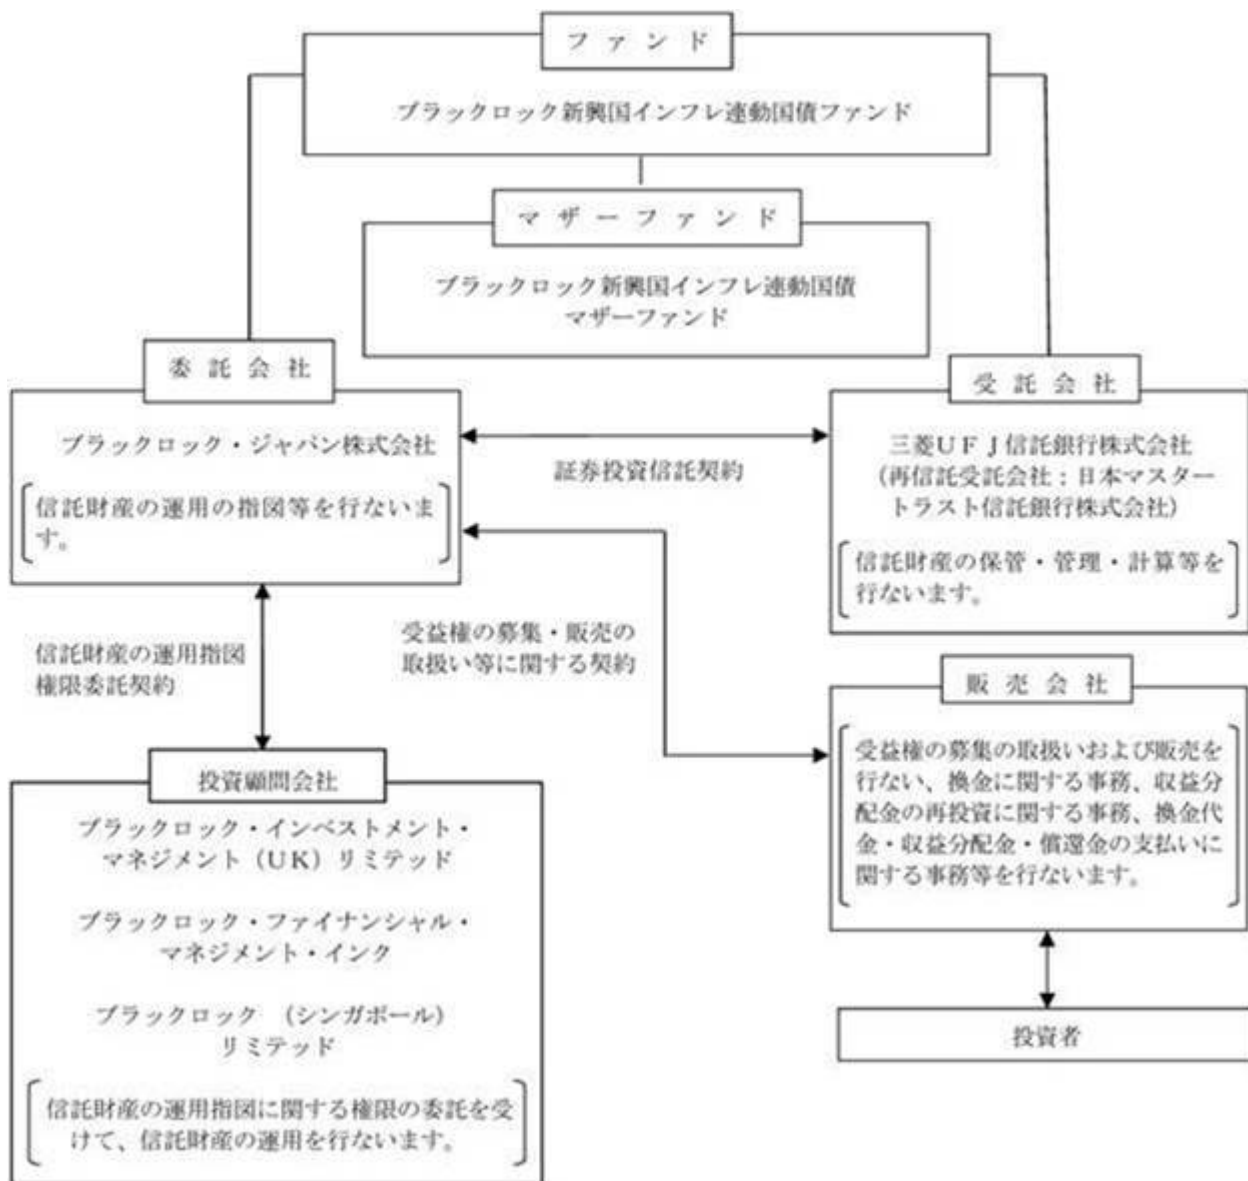 ファンド
ブラックロック新興国インフレ連動国債ファンド
マザーファンド
ブラックロック新興国インフレ連動国債
マザーファンド
委託会社
ブラックロック・ジャパン株式会社
信託財産の運用の指図等を行ないま
す。
証券投資信託契約
受託会社
三菱UFJ信託銀行株式会社
(再信託受託会社:日本マスター
トラスト信託銀行株式会社)
信託財産の保管・管理・計算等を
行ないます。
信託財産の運用指図
権限委託契約
受益権の募集・販売の
取扱い等に関する契約
販売会社
受益権の募集の取扱いおよび販売を
行ない、換金に関する事務、収益分
配金の再投資に関する事務、換金代
金・収益分配金・償還金の支払いに
関する事務等を行ないます。
投資顧問会社
ブラックロック・インベストメント・
マネジメント(UK)リミテッド
ブラックロック・ファイナンシャル・
マネジメント・インク
ブラックロック (シンガポール)
リミテッド
信託財産の運用指図に関する権限の委託を受
けて、信託財産の運用を行ないます。
投資者